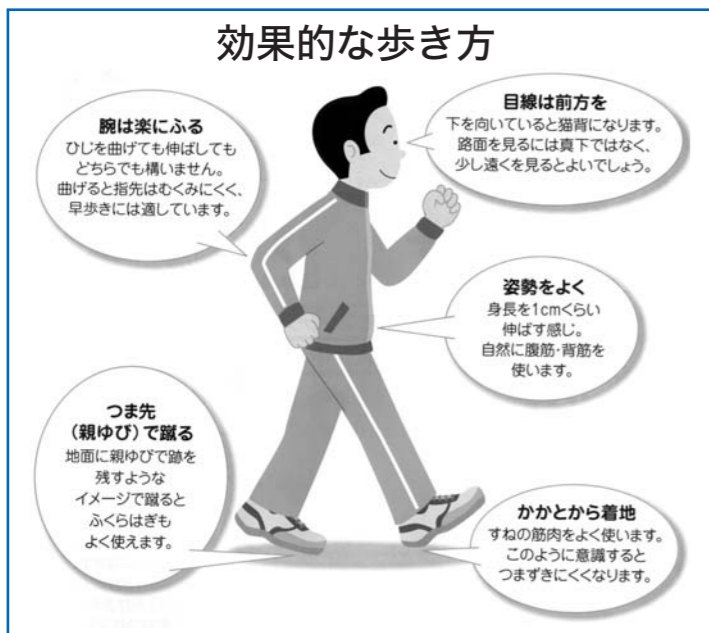 効果的な歩き方
腕は楽にふる
ひじを曲げても伸ばしても
どちらでも構いません。
曲げると指先はむくみにくく、
早歩きには適しています。
目線は前方を
下を向いていると猫背になります。
路面を見るには真下ではなく、
少し遠くを見るとよいでしょう。
姿勢をよく
身長を1cmくらい
伸ばす感じ。
自然に腹筋・背筋を
使います。
つま先
（親ゆび）で蹴る
地面に親ゆびで跡を
残すような
イメージで蹴ると
ふくらはぎも
よく使えます。
かかとから着地
すねの筋肉をよく使います。
このように意識すると
つまずきにくくなります。